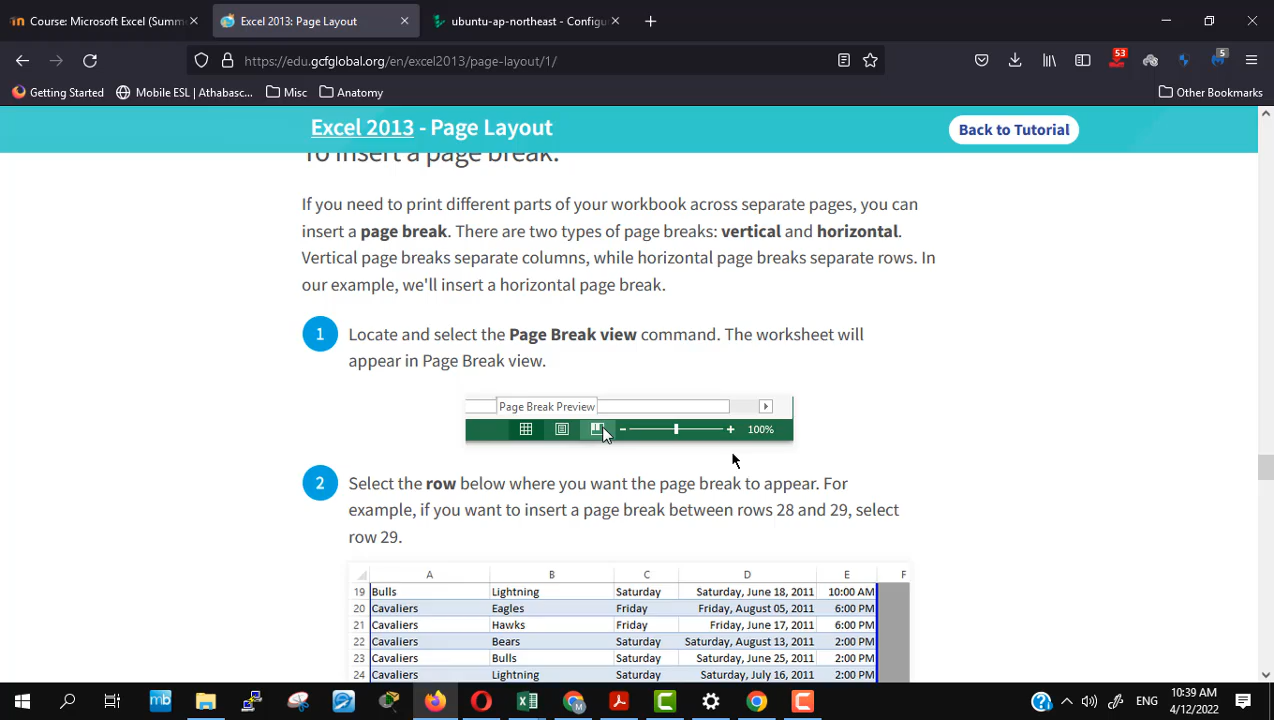 Course: Microsoft Excel (Summ
Excel 2013: Page Layout
ubuntu-ap-northeast - Configu
https://edu.gcfglobal.org/en/excel2013/page-layout/1/
53
5
Getting Started
Mobile ESL | Athabasc...
Misc
Anatomy
Other Bookmarks
Excel 2013 - Page Layout
Back to Tutorial
To insert a page break:
If you need to print different parts of your workbook across separate pages, you can
insert a page break. There are two types of page breaks: vertical and horizontal.
Vertical page breaks separate columns, while horizontal page breaks separate rows. In
our example, we'll insert a horizontal page break.
1 Locate and select the Page Break view command. The worksheet will
appear in Page Break view.
Page Break Preview
100%
2 Select the row below where you want the page break to appear. For
example, if you want to insert a page break between rows 28 and 29, select
row 29.
A B C D E F
19 Bulls Lightning Saturday Saturday, June 18, 2011 10:00 AM
20 Cavaliers Eagles Friday Friday, August 05, 2011 6:00 PM
21 Cavaliers Hawks Friday Friday, June 17, 2011 6:00 PM
22 Cavaliers Bears Saturday Saturday, August 13, 2011 2:00 PM
23 Cavaliers Bulls Saturday Saturday, June 25, 2011 2:00 PM
24 Cavaliers Lightning Saturday Saturday, July 16, 2011 2:00 PM
mb
ENG
10:39 AM
4/12/2022